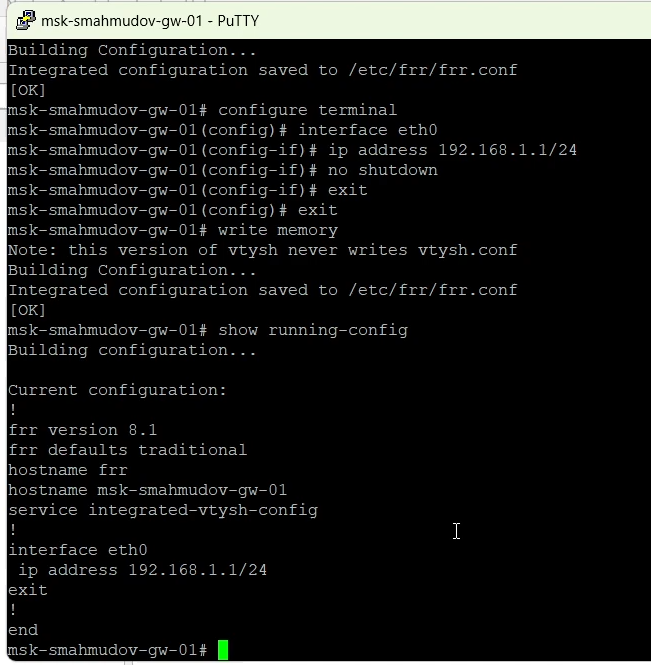 msk-smahmudov-gw-01 - PuTTY
Building Configuration...
Integrated configuration saved to /etc/frr/frr.conf
[OK]
msk-smahmudov-gw-01# configure terminal
msk-smahmudov-gw-01(config)# interface eth0
msk-smahmudov-gw-01(config-if)# ip address 192.168.1.1/24
msk-smahmudov-gw-01(config-if)# no shutdown
msk-smahmudov-gw-01(config-if)# exit
msk-smahmudov-gw-01(config)# exit
msk-smahmudov-gw-01# write memory
Note: this version of vtysh never writes vtysh.conf
Building Configuration...
Integrated configuration saved to /etc/frr/frr.conf
[OK]
msk-smahmudov-gw-01# show running-config
Building configuration...

Current configuration:
!
frr version 8.1
frr defaults traditional
hostname frr
hostname msk-smahmudov-gw-01
service integrated-vtysh-config
!
interface eth0
 ip address 192.168.1.1/24
exit
!
end
msk-smahmudov-gw-01#